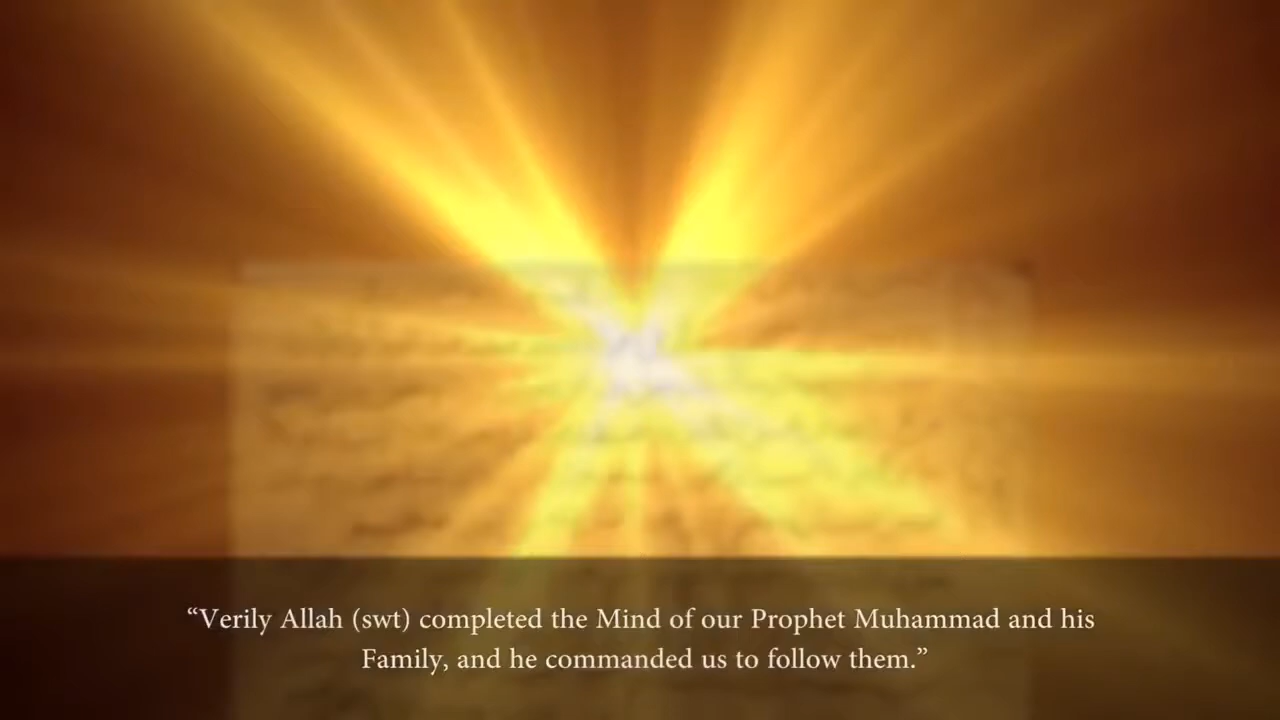 “Verily Allah (swt) completed the Mind of our Prophet Muhammad and his
Family, and he commanded us to follow them.”